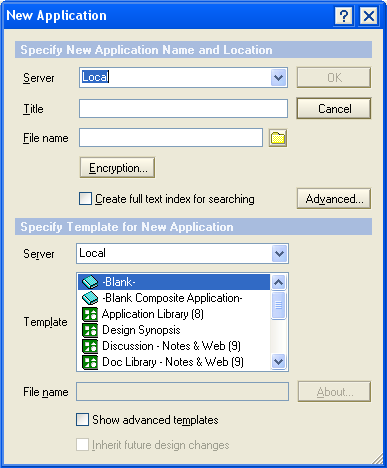 New Application
Specify New Application Name and Location
Server Local OK
Title Cancel
File name
Encryption...
Create full text index for searching Advanced...
Specify Template for New Application
Server Local
-Blank-
-Blank Composite Application-
Application Library (8)
Template Design Synopsis
Discussion - Notes & Web (9)
Doc Library - Notes & Web (9)
File name About...
Show advanced templates
Inherit future design changes